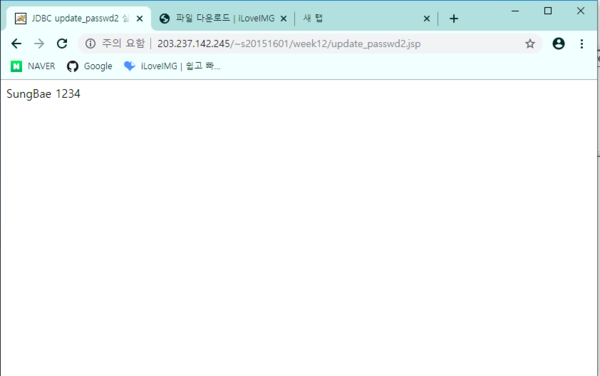 JDBC update_passwd2 실
파일 다운로드 | iLoveIMG
새 탭
주의 요함 | 203.237.142.245/~s20151601/week12/update_passwd2.jsp
NAVER Google iLoveIMG | 쉽고 빠...
SungBae 1234